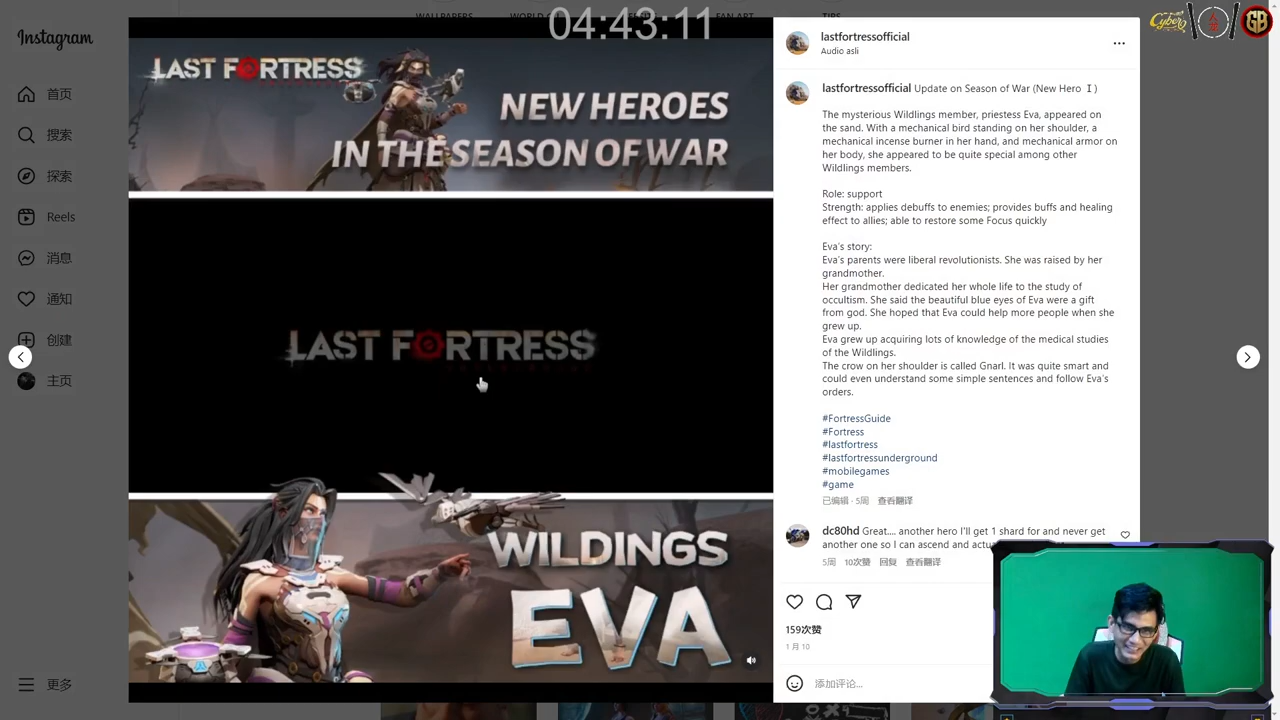 WALLPAPERS
FAN ART
TIPS
04:43:11
Cyber
GB
Instagram
首页
搜索
探索
Reels
消息
通知
创建
主页
更多
LAST FORTRESS
NEW HEROES
IN THE SEASON OF WAR
LAST FORTRESS
WILDINGS
EVA
lastfortressofficial
Audio asli
lastfortressofficial Update on Season of War (New Hero Ⅰ)
The mysterious Wildlings member, priestess Eva, appeared on
the sand. With a mechanical bird standing on her shoulder, a
mechanical incense burner in her hand, and mechanical armor on
her body, she appeared to be quite special among other
Wildlings members.
Role: support
Strength: applies debuffs to enemies; provides buffs and healing
effect to allies; able to restore some Focus quickly
Eva's story:
Eva's parents were liberal revolutionists. She was raised by her
grandmother.
Her grandmother dedicated her whole life to the study of
occultism. She said the beautiful blue eyes of Eva were a gift
from god. She hoped that Eva could help more people when she
grew up.
Eva grew up acquiring lots of knowledge of the medical studies
of the Wildlings.
The crow on her shoulder is called Gnarl. It was quite smart and
could even understand some simple sentences and follow Eva's
orders.
#FortressGuide
#Fortress
#lastfortress
#lastfortressunderground
#mobilegames
#game
已编辑 · 5周 查看翻译
dc80hd Great.... another hero I'll get 1 shard for and never get
another one so I can ascend and
5周 10次赞 回复 查看翻译
159次赞
1 月 10
添加评论...